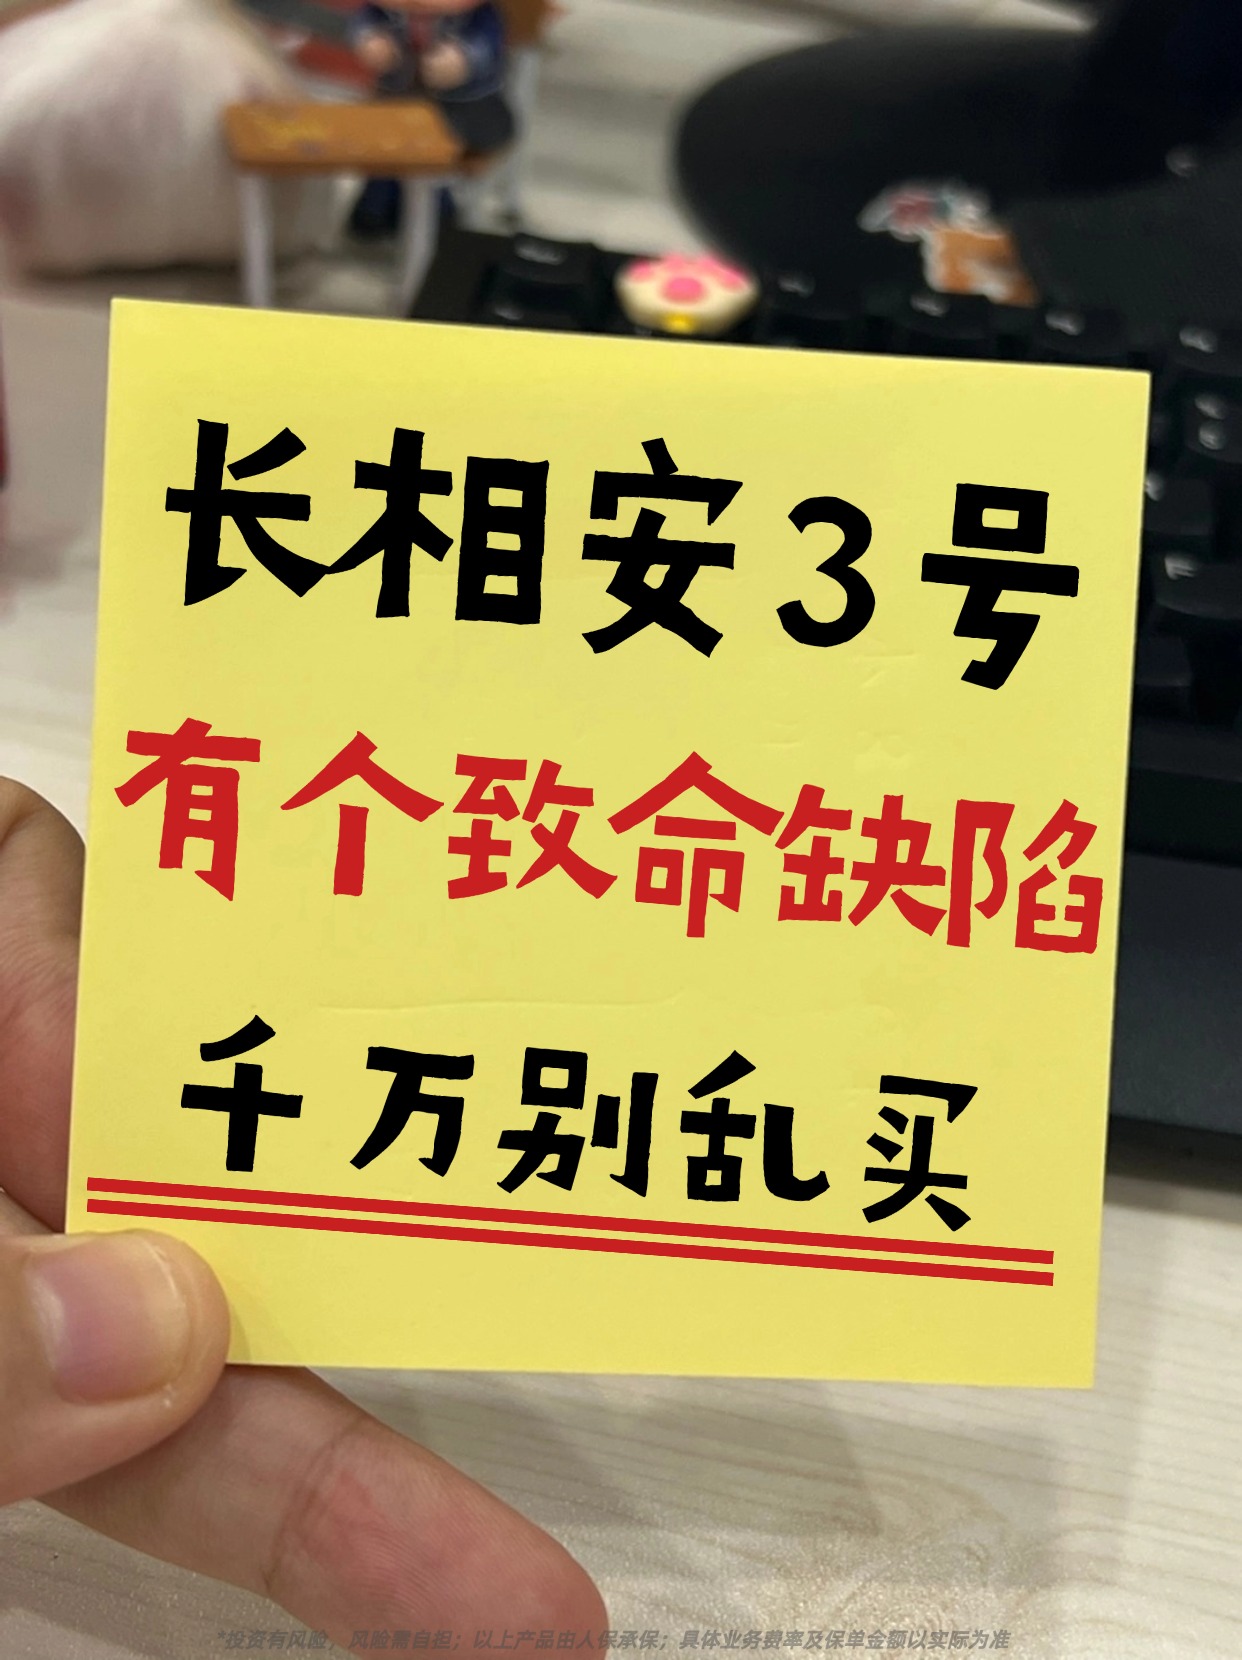 长相安3号
有个致命缺陷
千万别乱买
*投资有风险，风险需自担；以上产品由人保承保；具体业务费率及保单金额以实际为准